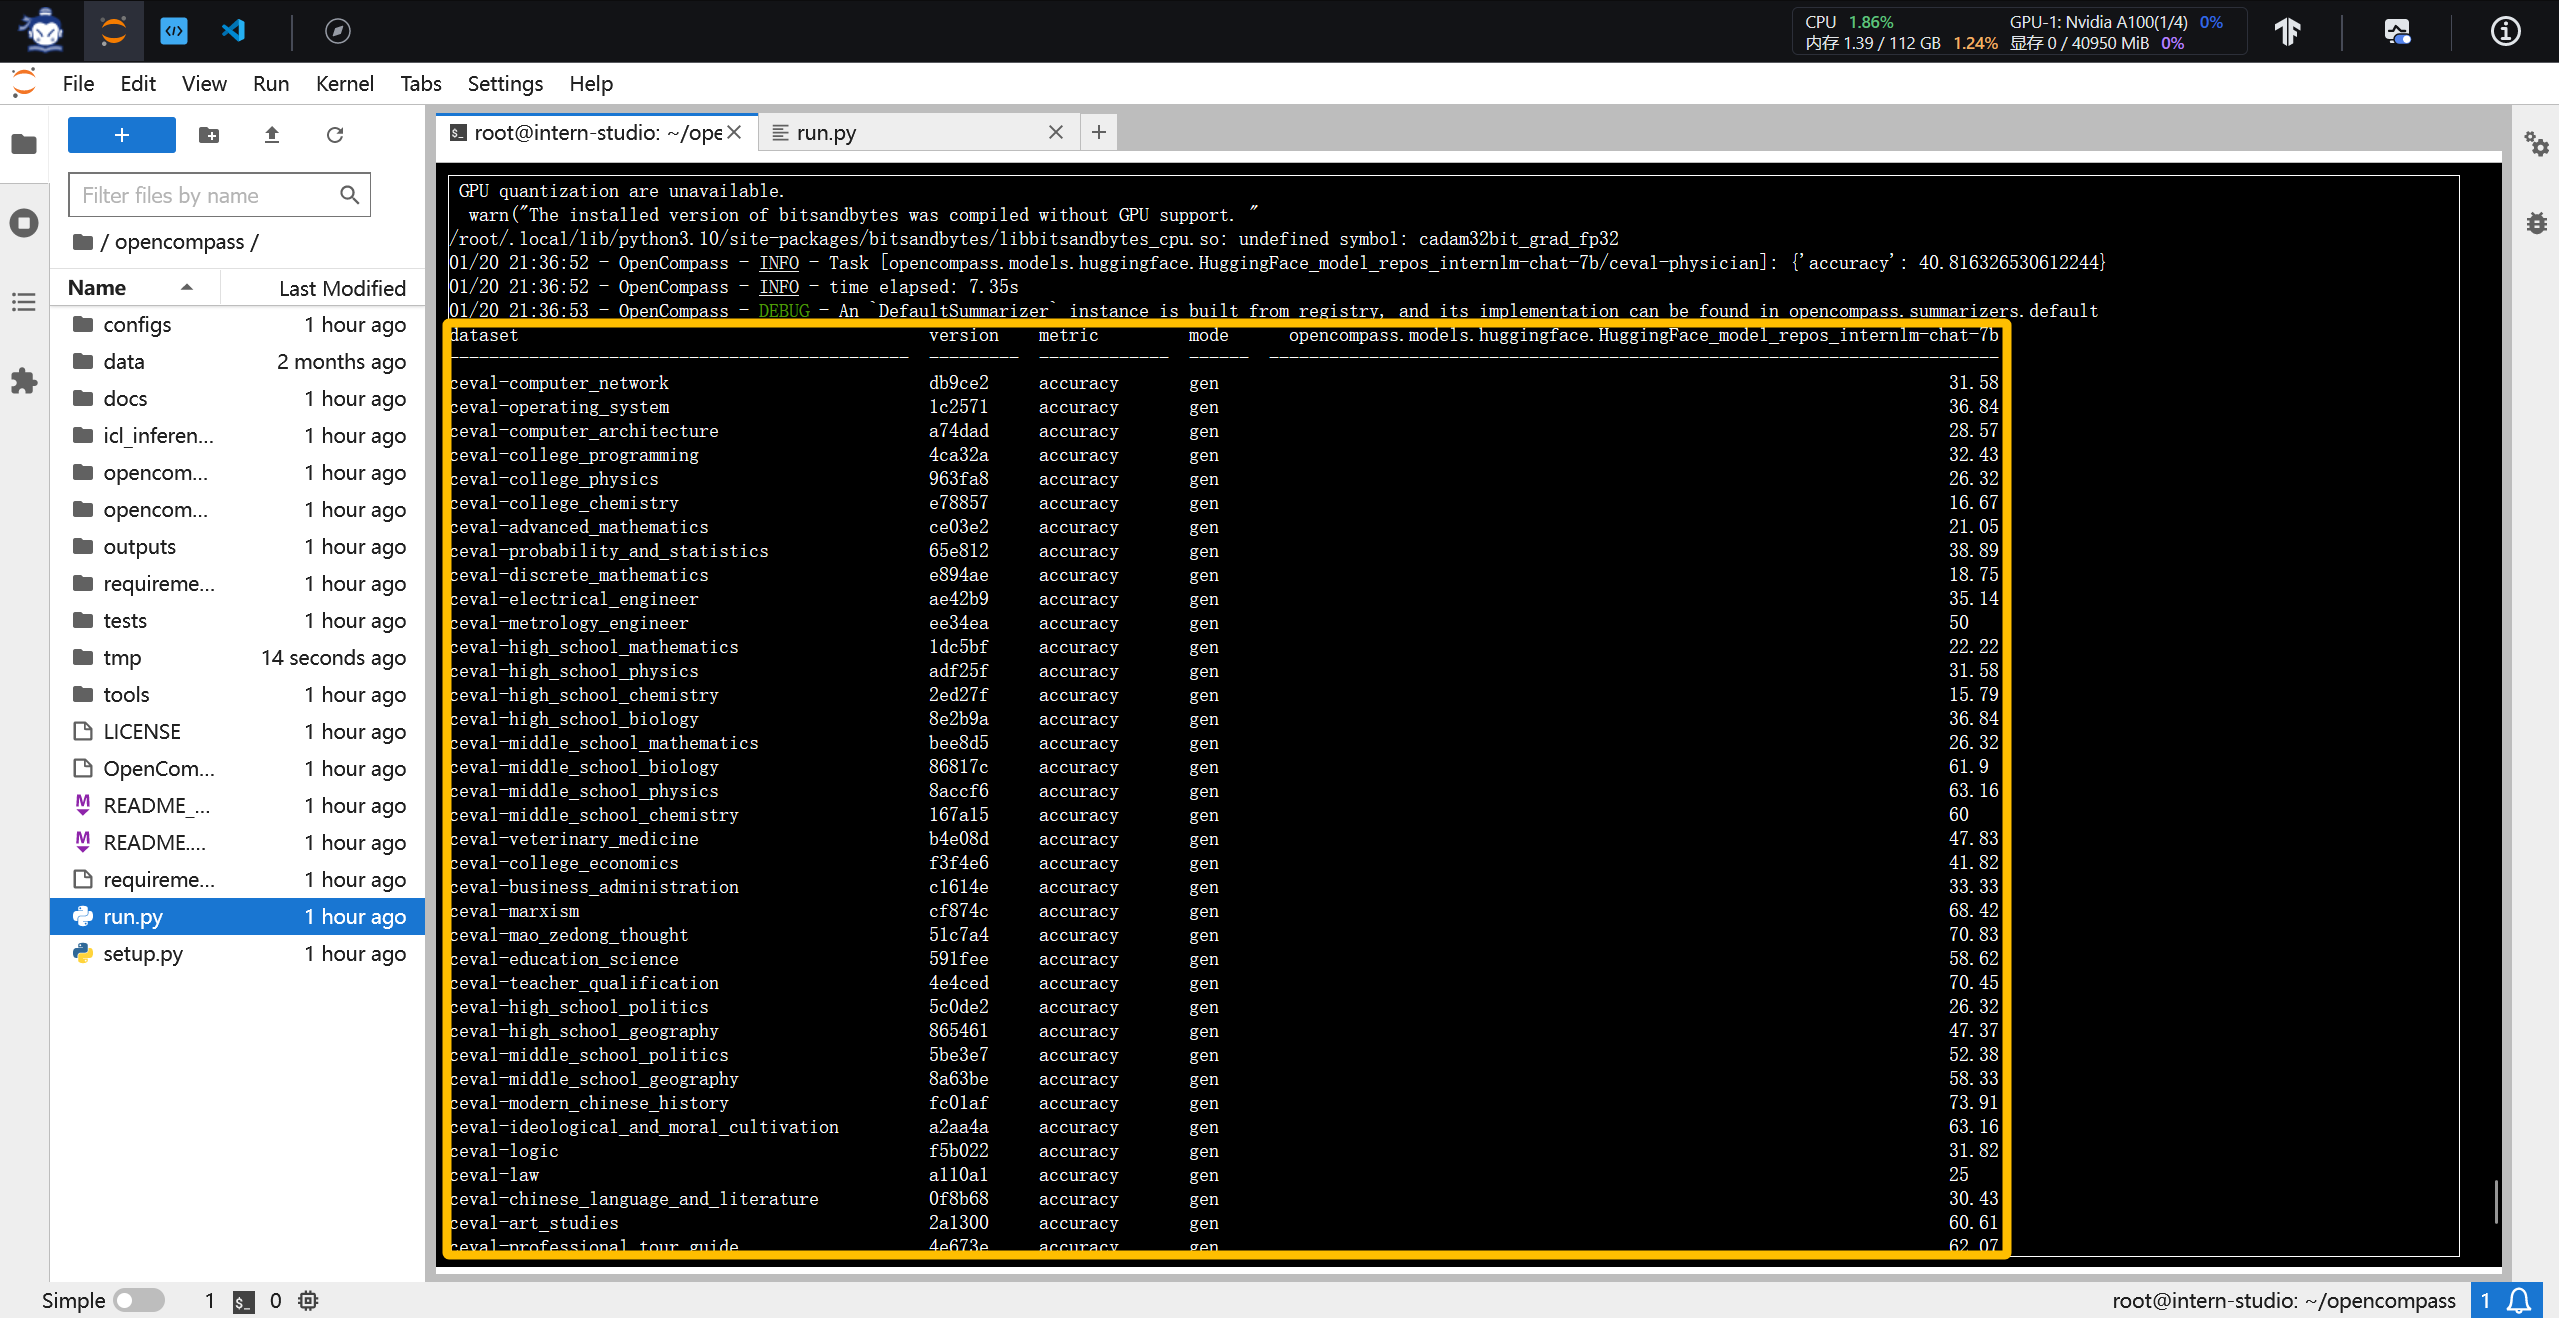 CPU 1.86% GPU-1: Nvidia A100(1/4) 0%
内存 1.39 / 112 GB 1.24% 显存 0 / 40950 MiB 0%
File Edit View Run Kernel Tabs Settings Help
root@intern-studio: ~/ope run.py
Filter files by name
/ opencompass /
Name Last Modified
configs 1 hour ago
data 2 months ago
docs 1 hour ago
icl_inferen... 1 hour ago
opencom... 1 hour ago
opencom... 1 hour ago
outputs 1 hour ago
requireme... 1 hour ago
tests 1 hour ago
tmp 14 seconds ago
tools 1 hour ago
LICENSE 1 hour ago
OpenCom... 1 hour ago
README_... 1 hour ago
README.... 1 hour ago
requireme... 1 hour ago
run.py 1 hour ago
setup.py 1 hour ago
GPU quantization are unavailable.
warn("The installed version of bitsandbytes was compiled without GPU support. "
/root/.local/lib/python3.10/site-packages/bitsandbytes/libbitsandbytes_cpu.so: undefined symbol: cadam32bit_grad_fp32
01/20 21:36:52 - OpenCompass - INFO - Task [opencompass.models.huggingface.HuggingFace_model_repos_internlm-chat-7b/ceval-physician]: {'accuracy': 40.816326530612244}
01/20 21:36:52 - OpenCompass - INFO - time elapsed: 7.35s
01/20 21:36:53 - OpenCompass - DEBUG - An `DefaultSummarizer` instance is built from registry, and its implementation can be found in opencompass.summarizers.default
dataset version metric mode opencompass.models.huggingface.HuggingFace_model_repos_internlm-chat-7b
ceval-computer_network db9ce2 accuracy gen 31.58
ceval-operating_system 1c2571 accuracy gen 36.84
ceval-computer_architecture a74dad accuracy gen 28.57
ceval-college_programming 4ca32a accuracy gen 32.43
ceval-college_physics 963fa8 accuracy gen 26.32
ceval-college_chemistry e78857 accuracy gen 16.67
ceval-advanced_mathematics ce03e2 accuracy gen 21.05
ceval-probability_and_statistics 65e812 accuracy gen 38.89
ceval-discrete_mathematics e894ae accuracy gen 18.75
ceval-electrical_engineer ae42b9 accuracy gen 35.14
ceval-metrology_engineer ee34ea accuracy gen 50
ceval-high_school_mathematics 1dc5bf accuracy gen 22.22
ceval-high_school_physics adf25f accuracy gen 31.58
ceval-high_school_chemistry 2ed27f accuracy gen 15.79
ceval-high_school_biology 8e2b9a accuracy gen 36.84
ceval-middle_school_mathematics bee8d5 accuracy gen 26.32
ceval-middle_school_biology 86817c accuracy gen 61.9
ceval-middle_school_physics 8accf6 accuracy gen 63.16
ceval-middle_school_chemistry 167a15 accuracy gen 60
ceval-veterinary_medicine b4e08d accuracy gen 47.83
ceval-college_economics f3f4e6 accuracy gen 41.82
ceval-business_administration c1614e accuracy gen 33.33
ceval-marxism cf874c accuracy gen 68.42
ceval-mao_zedong_thought 51c7a4 accuracy gen 70.83
ceval-education_science 591fee accuracy gen 58.62
ceval-teacher_qualification 4e4ced accuracy gen 70.45
ceval-high_school_politics 5c0de2 accuracy gen 26.32
ceval-high_school_geography 865461 accuracy gen 47.37
ceval-middle_school_politics 5be3e7 accuracy gen 52.38
ceval-middle_school_geography 8a63be accuracy gen 58.33
ceval-modern_chinese_history fc01af accuracy gen 73.91
ceval-ideological_and_moral_cultivation a2aa4a accuracy gen 63.16
ceval-logic f5b022 accuracy gen 31.82
ceval-law a110a1 accuracy gen 25
ceval-chinese_language_and_literature 0f8b68 accuracy gen 30.43
ceval-art_studies 2a1300 accuracy gen 60.61
ceval-professional_tour_guide 4e673e accuracy gen 62.07
Simple 1 0
root@intern-studio: ~/opencompass 1